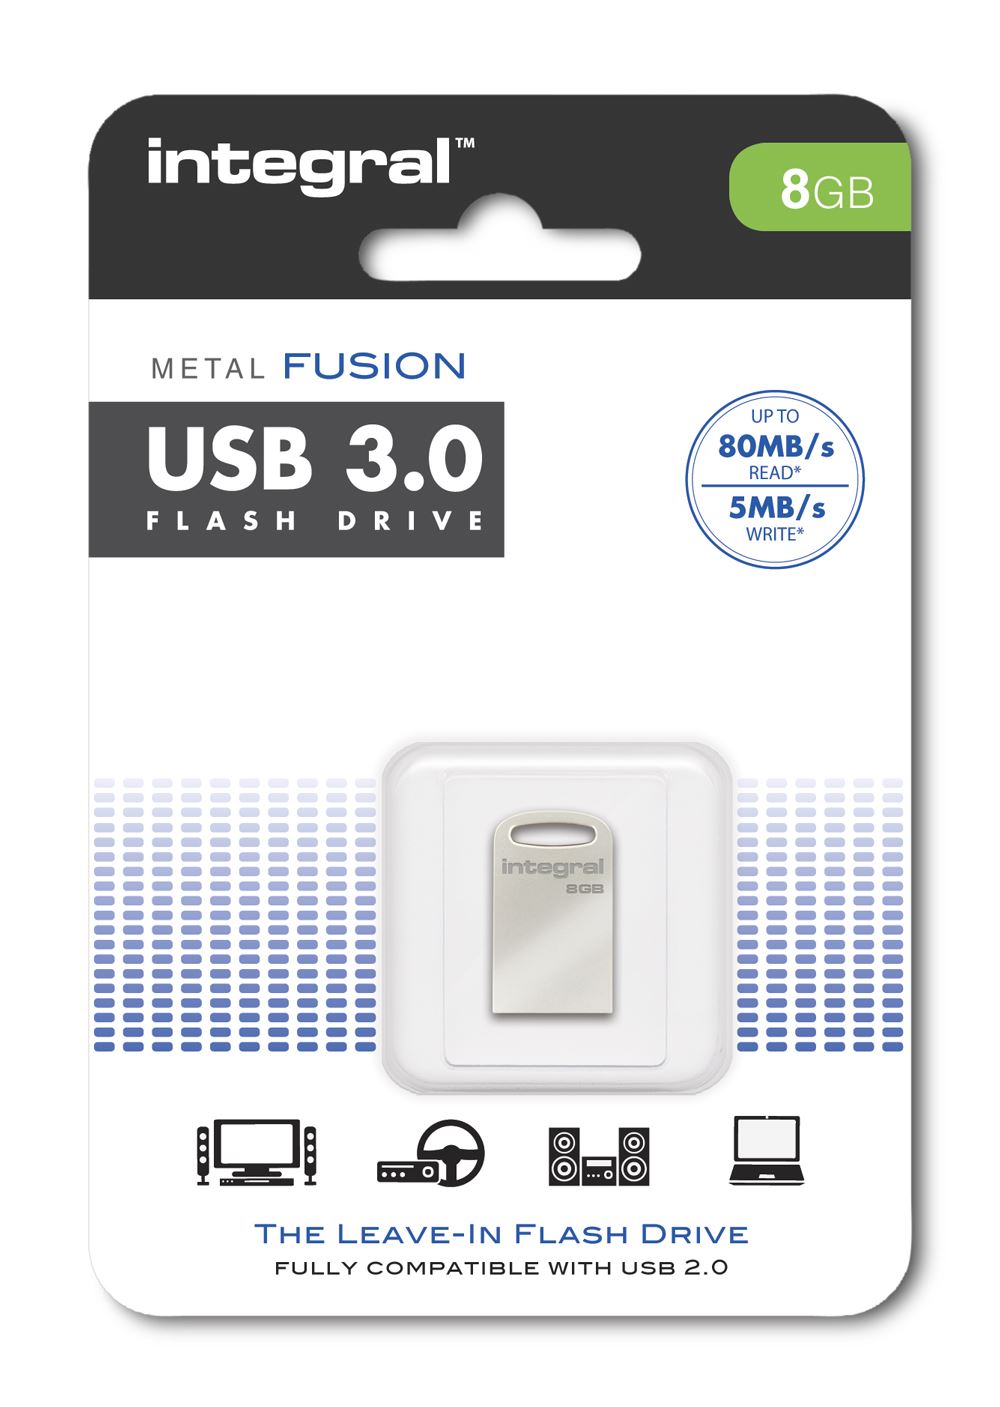 integral™
8GB
METAL FUSION
USB 3.0
FLASH DRIVE
UP TO
80MB/s
READ*
5MB/s
WRITE*
integral
8GB
THE LEAVE-IN FLASH DRIVE
FULLY COMPATIBLE WITH USB 2.0